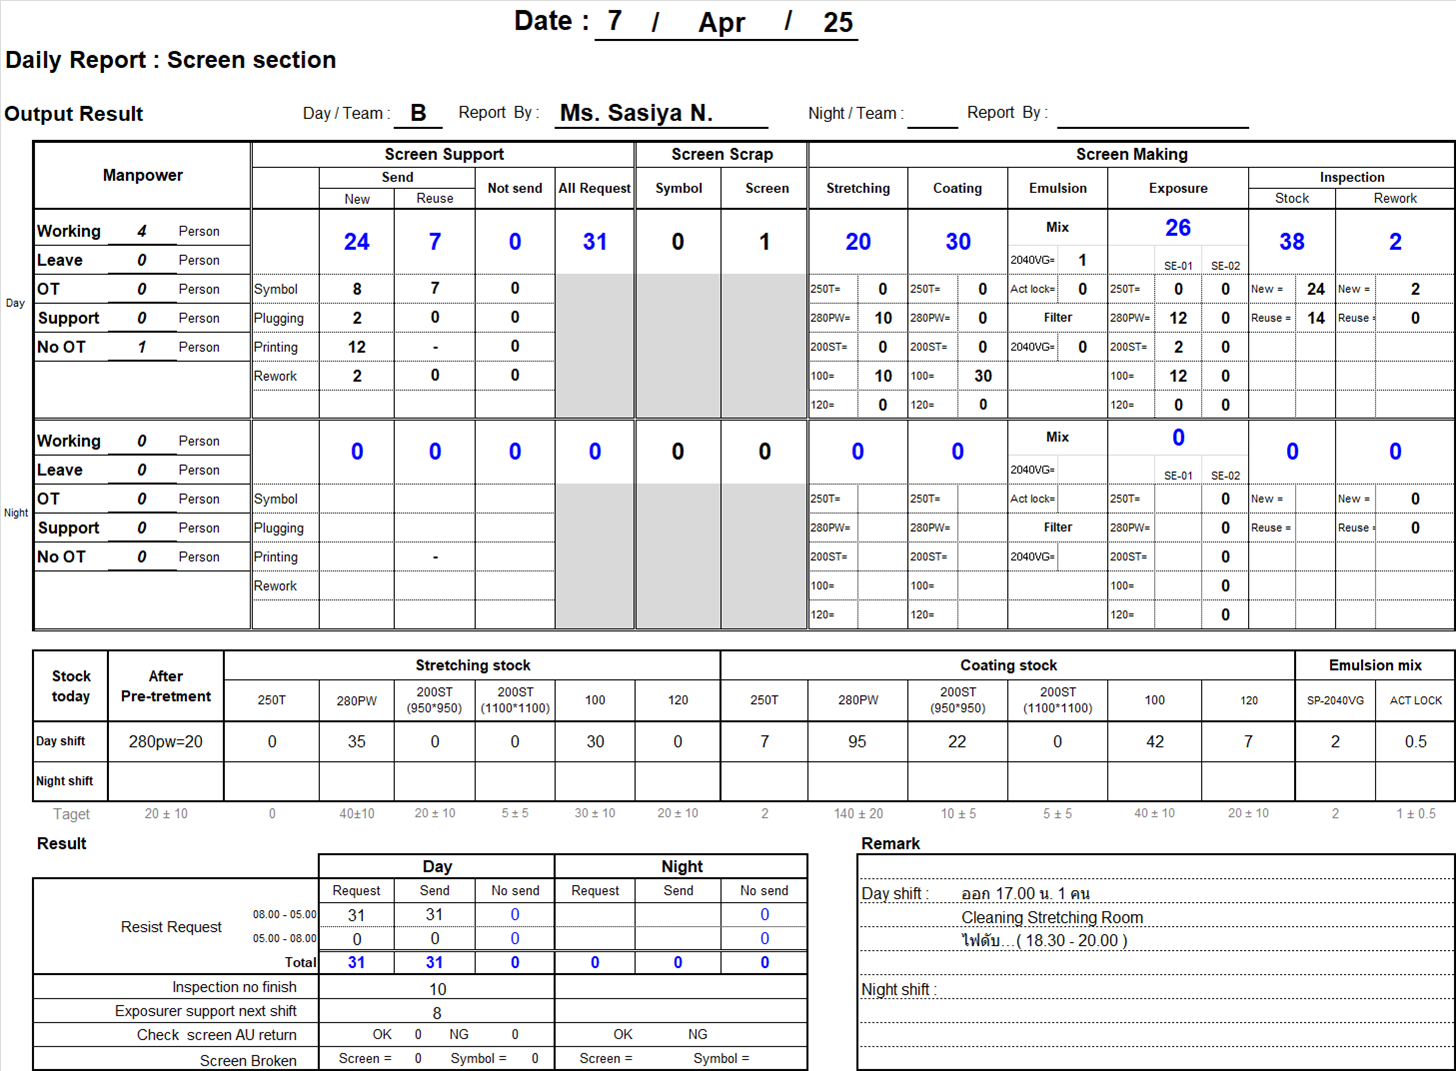 Date : 7 / Apr / 25
Daily Report : Screen section
Output Result Day / Team : B Report By : Ms. Sasiya N. Night / Team : Report By :
Manpower Screen Support Screen Scrap Screen Making
Send Not send All Request Symbol Screen Stretching Coating Emulsion Exposure Inspection
New Reuse Stock Rework
Day
Working 4 Person 24 7 0 31 0 1 20 30 Mix 26 38 2
Leave 0 Person 2040VG= 1 SE-01 SE-02
OT 0 Person Symbol 8 7 0 250T= 0 250T= 0 Act lock= 0 250T= 0 0 New = 24 New = 2
Support 0 Person Plugging 2 0 0 280PW= 10 280PW= 0 Filter 280PW= 12 0 Reuse = 14 Reuse = 0
No OT 1 Person Printing 12 - 0 200ST= 0 200ST= 0 2040VG= 0 200ST= 2 0
Rework 2 0 0 100= 10 100= 30 100= 12 0
120= 0 120= 0 120= 0 0
Night
Working 0 Person 0 0 0 0 0 0 0 0 Mix 0 0 0
Leave 0 Person 2040VG= SE-01 SE-02
OT 0 Person Symbol 250T= 250T= Act lock= 250T= 0 New = New = 0
Support 0 Person Plugging 280PW= 280PW= Filter 280PW= 0 Reuse = Reuse = 0
No OT 0 Person Printing - 200ST= 200ST= 2040VG= 200ST= 0
Rework 100= 100= 100= 0
120= 120= 120= 0
Stock today After Pre-tretment Stretching stock Coating stock Emulsion mix
250T 280PW 200ST (950*950) 200ST (1100*1100) 100 120 250T 280PW 200ST (950*950) 200ST (1100*1100) 100 120 SP-2040VG ACT LOCK
Day shift 280pw=20 0 35 0 0 30 0 7 95 22 0 42 7 2 0.5
Night shift
Taget 20 ± 10 0 40±10 20 ± 10 5 ± 5 30 ± 10 20 ± 10 2 140 ± 20 10 ± 5 5 ± 5 40 ± 10 20 ± 10 2 1 ± 0.5
Result
Day Night
Request Send No send Request Send No send
Resist Request 08.00 - 05.00 31 31 0 0
05.00 - 08.00 0 0 0 0
Total 31 31 0 0 0 0
Inspection no finish 10
Exposurer support next shift 8
Check screen AU return OK 0 NG 0 OK NG
Screen Broken Screen = 0 Symbol = 0 Screen = Symbol =
Remark
Day shift : ออก 17.00 น. 1 คน
Cleaning Stretching Room
ไฟดับ...( 18.30 - 20.00 )
Night shift :